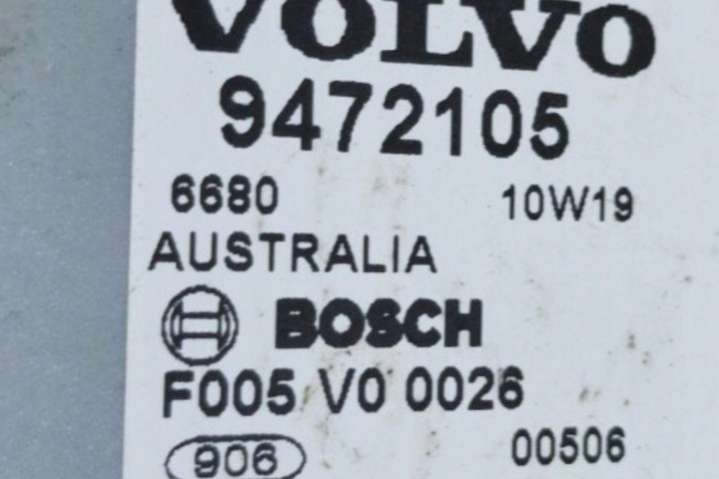 VOLVO
9472105
6680 10W19
AUSTRALIA
BOSCH
F005 V0 0026
906 00506